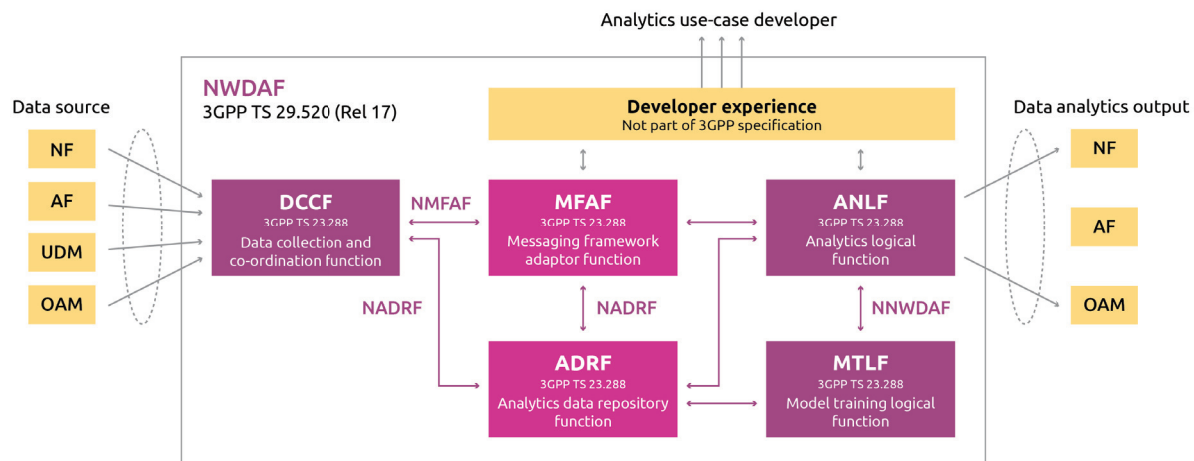 Analytics use-case developer
NWDAF
3GPP TS 29.520 (Rel 17)
Data source
NF
AF
UDM
OAM
Developer experience
Not part of 3GPP specification
Data analytics output
NF
AF
OAM
DCCF
3GPP TS 23.288
Data collection and
co-ordination function
NMFAF
MFAF
3GPP TS 23.288
Messaging framework
adaptor function
ANLF
3GPP TS 23.288
Analytics logical
function
NADRF
NADRF
NNWDAF
ADRF
3GPP TS 23.288
Analytics data repository
function
MTLF
3GPP TS 23.288
Model training logical
function